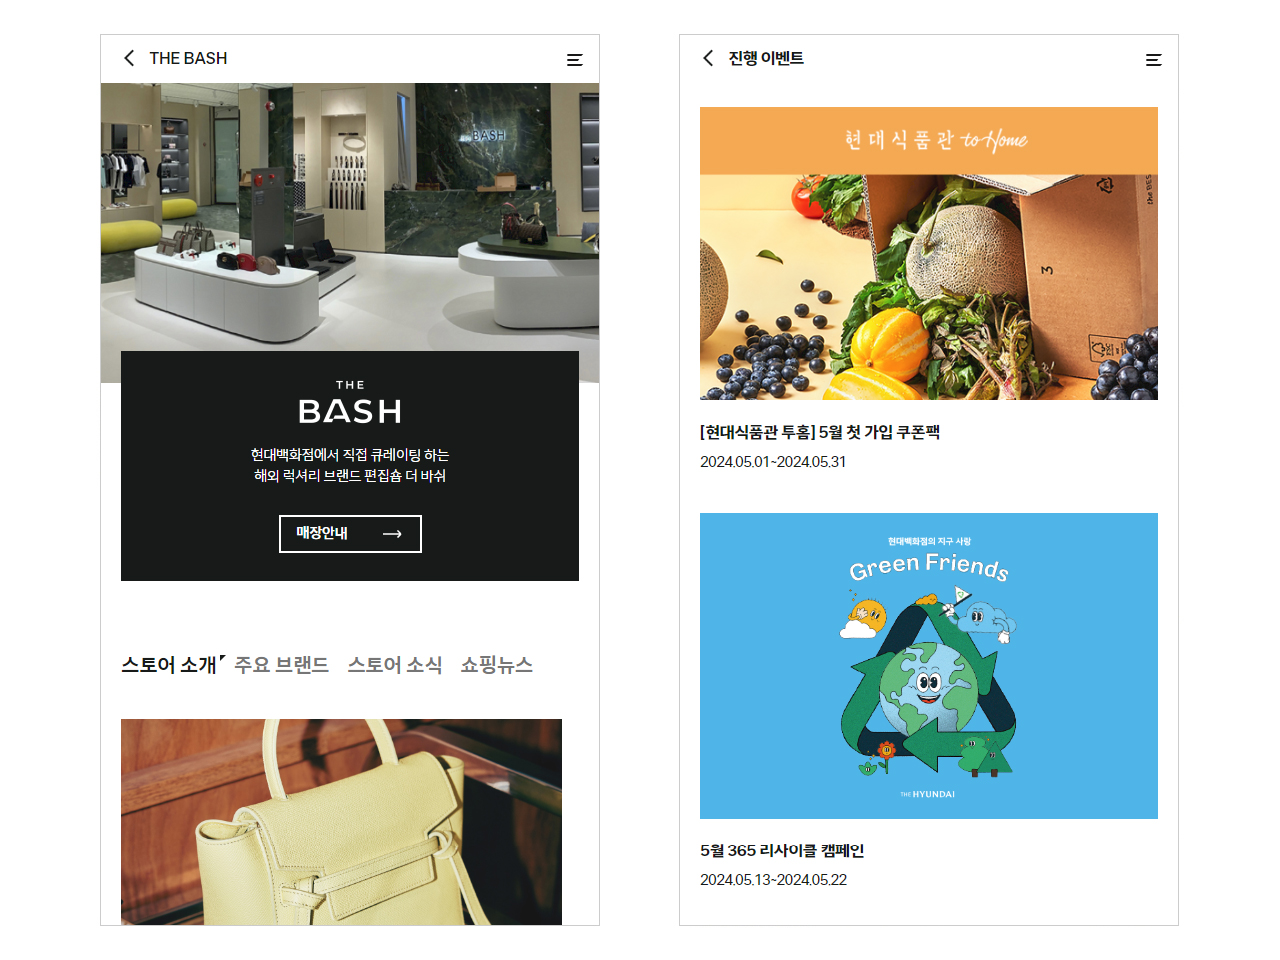 THE BASH
BASH
THE
BASH
현대백화점에서 직접 큐레이팅 하는
해외 럭셔리 브랜드 편집숍 더 바쉬
매장안내
스토어 소개 주요 브랜드 스토어 소식 쇼핑뉴스
진행 이벤트
현대식품관 to Home
3
[현대식품관 투홈] 5월 첫 가입 쿠폰팩
2024.05.01~2024.05.31
현대백화점의 지구 사랑
Green Friends
THE HYUNDAI
5월 365 리사이클 캠페인
2024.05.13~2024.05.22